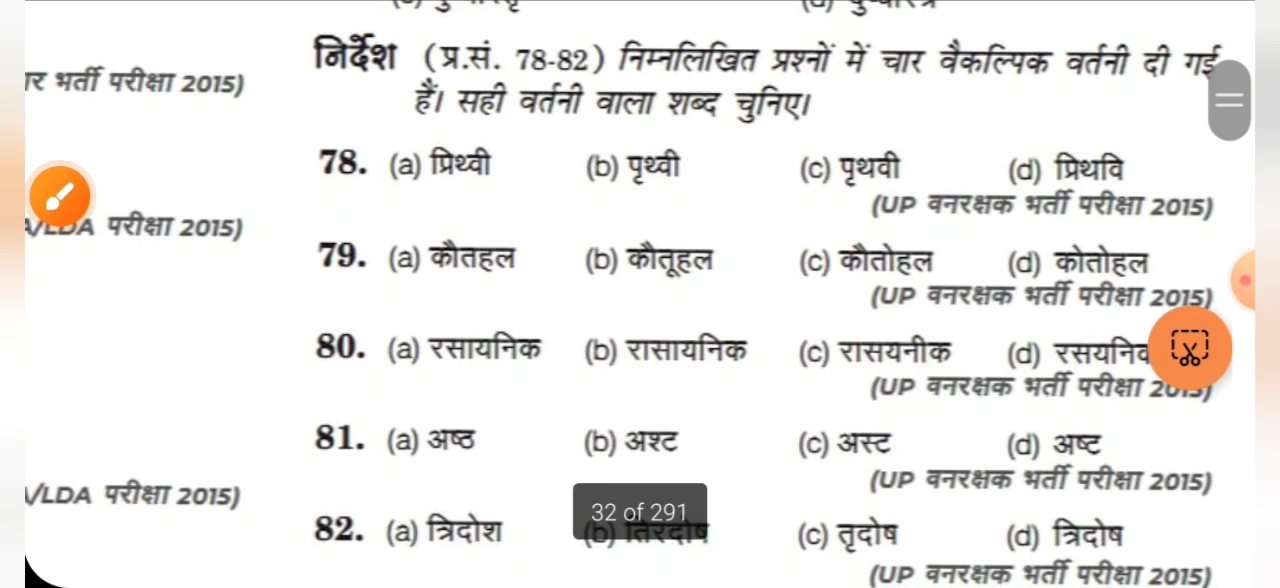 निर्देश (प्र.सं. 78-82) निम्नलिखित प्रश्नों में चार वैकल्पिक वर्तनी दी गई
हैं। सही वर्तनी वाला शब्द चुनिए।
र भर्ती परीक्षा 2015)
78. (a) प्रिथ्वी (b) पृथ्वी (c) पृथवी (d) प्रिथवि
(UP वनरक्षक भर्ती परीक्षा 2015)
/LDA परीक्षा 2015)
79. (a) कौतहल (b) कौतूहल (c) कौतोहल (d) कोतोहल
(UP वनरक्षक भर्ती परीक्षा 2015)
80. (a) रसायनिक (b) रासायनिक (c) रासयनीक (d)
(UP वनरक्षक भर्ती परीक्षा 2015)
81. (a) अष्ठ (b) अश्ट (c) अस्ट (d) अष्ट
(UP वनरक्षक भर्ती परीक्षा 2015)
/LDA परीक्षा 2015)
32 of 291
82. (a) त्रिदोश (b) तिरदोष (c) तृदोष (d) त्रिदोष
(UP वनरक्षक भर्ती परीक्षा 2015)